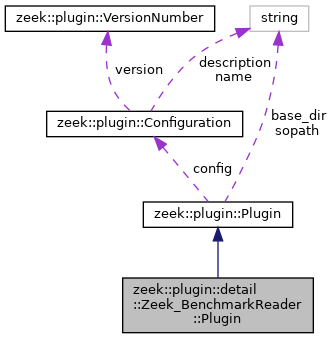 zeek::plugin::VersionNumber
string
version
description
name
zeek::plugin::Configuration
base_dir
sopath
config
zeek::plugin::Plugin
zeek::plugin::detail
::Zeek_BenchmarkReader
::Plugin